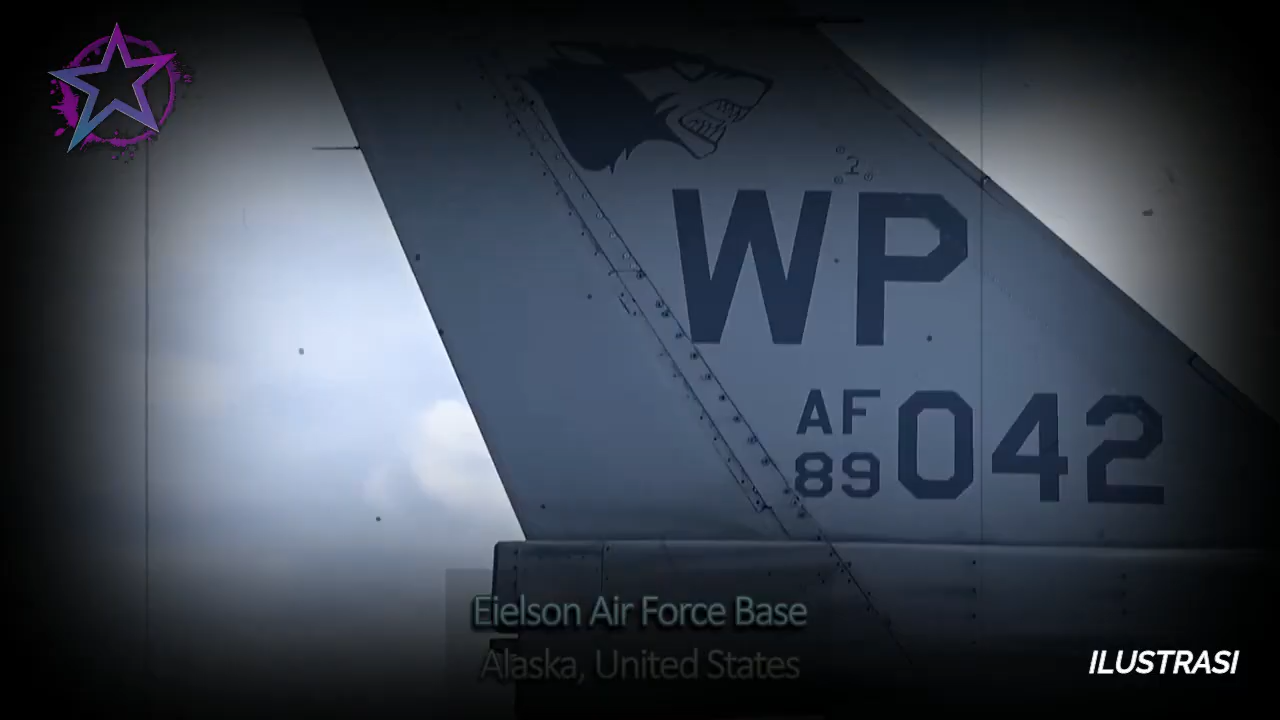 WP
AF
89 042
Eielson Air Force Base
Alaska, United States
ILUSTRASI